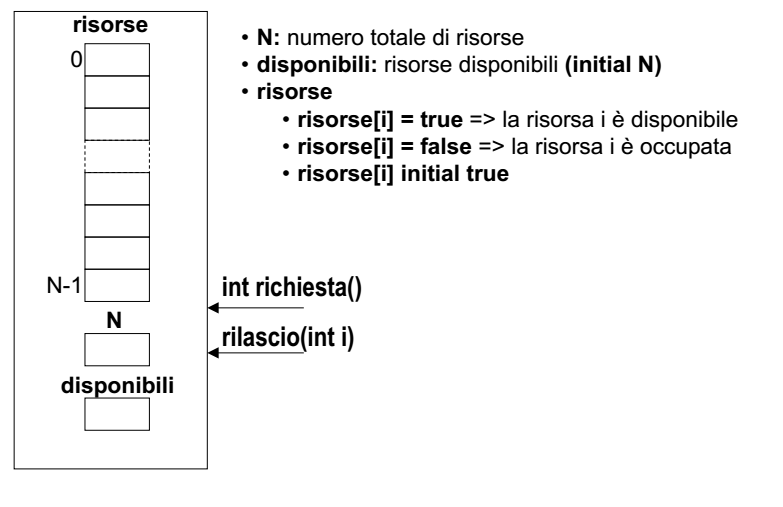 risorse
0
N-1
N
disponibili
• N: numero totale di risorse
• disponibili: risorse disponibili (initial N)
• risorse
• risorse[i] = true => la risorsa i è disponibile
• risorse[i] = false => la risorsa i è occupata
• risorse[i] initial true
int richiesta()
rilascio(int i)